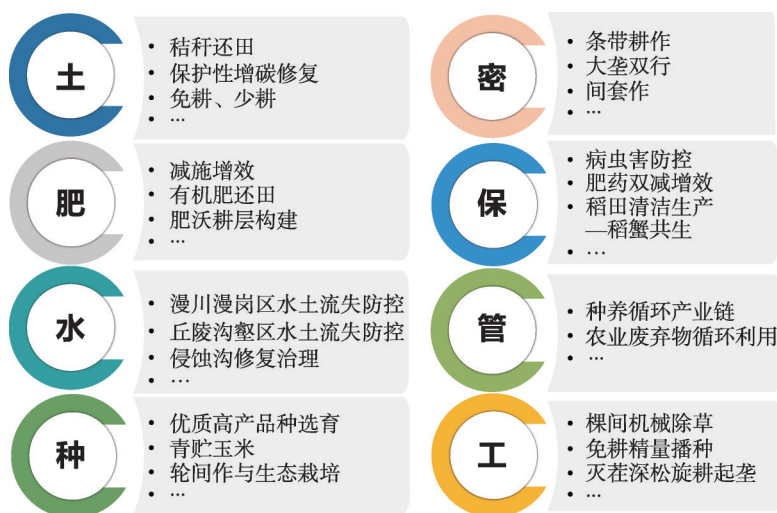 土
• 秸秆还田
• 保护性增碳修复
• 免耕、少耕
• ...
肥
• 减施增效
• 有机肥还田
• 肥沃耕层构建
• ...
水
• 漫川漫岗区水土流失防控
• 丘陵沟壑区水土流失防控
• 侵蚀沟修复治理
• ...
种
• 优质高产品种选育
• 青贮玉米
• 轮间作与生态栽培
• ...
密
• 条带耕作
• 大垄双行
• 间套作
• ...
保
• 病虫害防控
• 肥药双减增效
• 稻田清洁生产
—稻蟹共生
• ...
管
• 种养循环产业链
• 农业废弃物循环利用
• ...
工
• 棵间机械除草
• 免耕精量播种
• 灭茬深松旋耕起垄
• ...